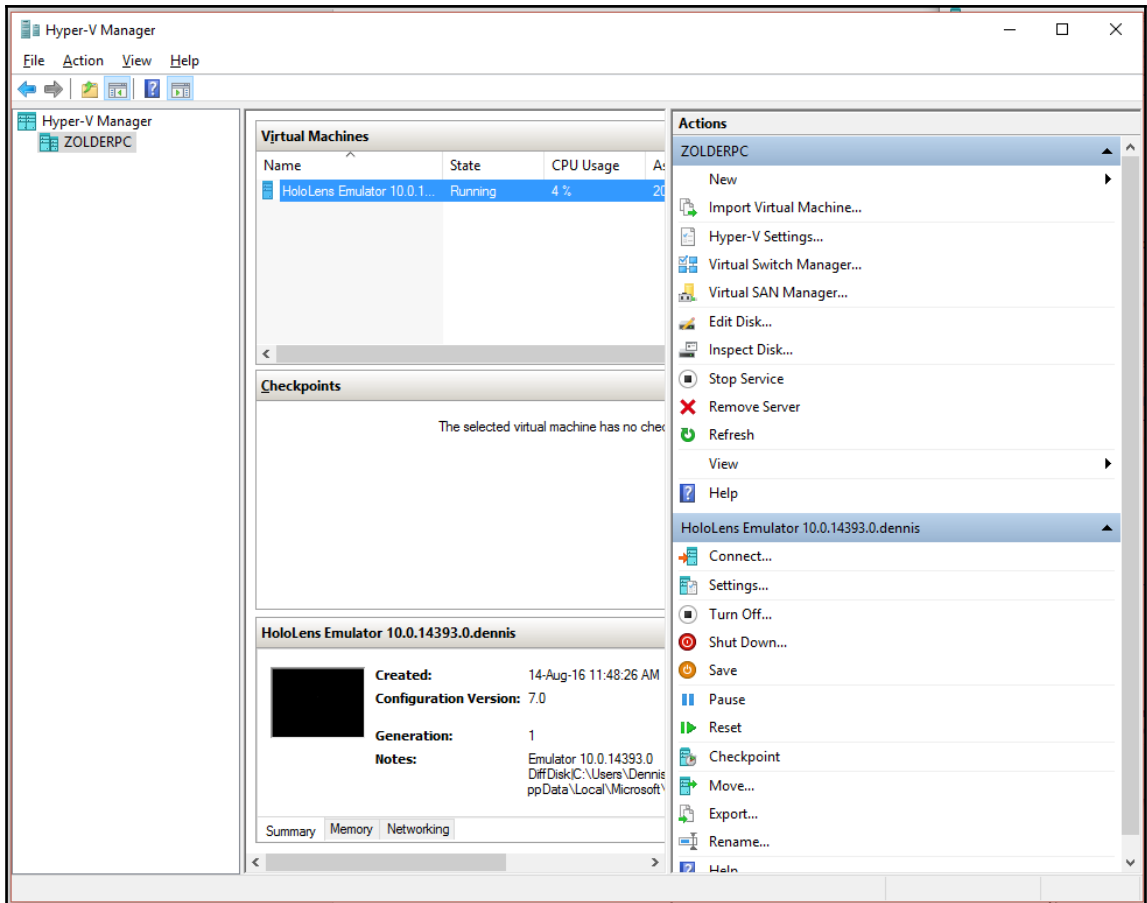 Hyper-V Manager
File Action View Help
Hyper-V Manager
ZOLDERPC
Virtual Machines
Name State CPU Usage As
HoloLens Emulator 10.0.1... Running 4 % 20
Checkpoints
The selected virtual machine has no chec
HoloLens Emulator 10.0.14393.0.dennis
Created: 14-Aug-16 11:48:26 AM
Configuration Version: 7.0
Generation: 1
Notes: Emulator 10.0.14393.0
DiffDisk|C:\Users\Dennis
ppData\Local\Microsoft\
Summary Memory Networking
Actions
ZOLDERPC
New
Import Virtual Machine...
Hyper-V Settings...
Virtual Switch Manager...
Virtual SAN Manager...
Edit Disk...
Inspect Disk...
Stop Service
Remove Server
Refresh
View
Help
HoloLens Emulator 10.0.14393.0.dennis
Connect...
Settings...
Turn Off...
Shut Down...
Save
Pause
Reset
Checkpoint
Move...
Export...
Rename...
Help